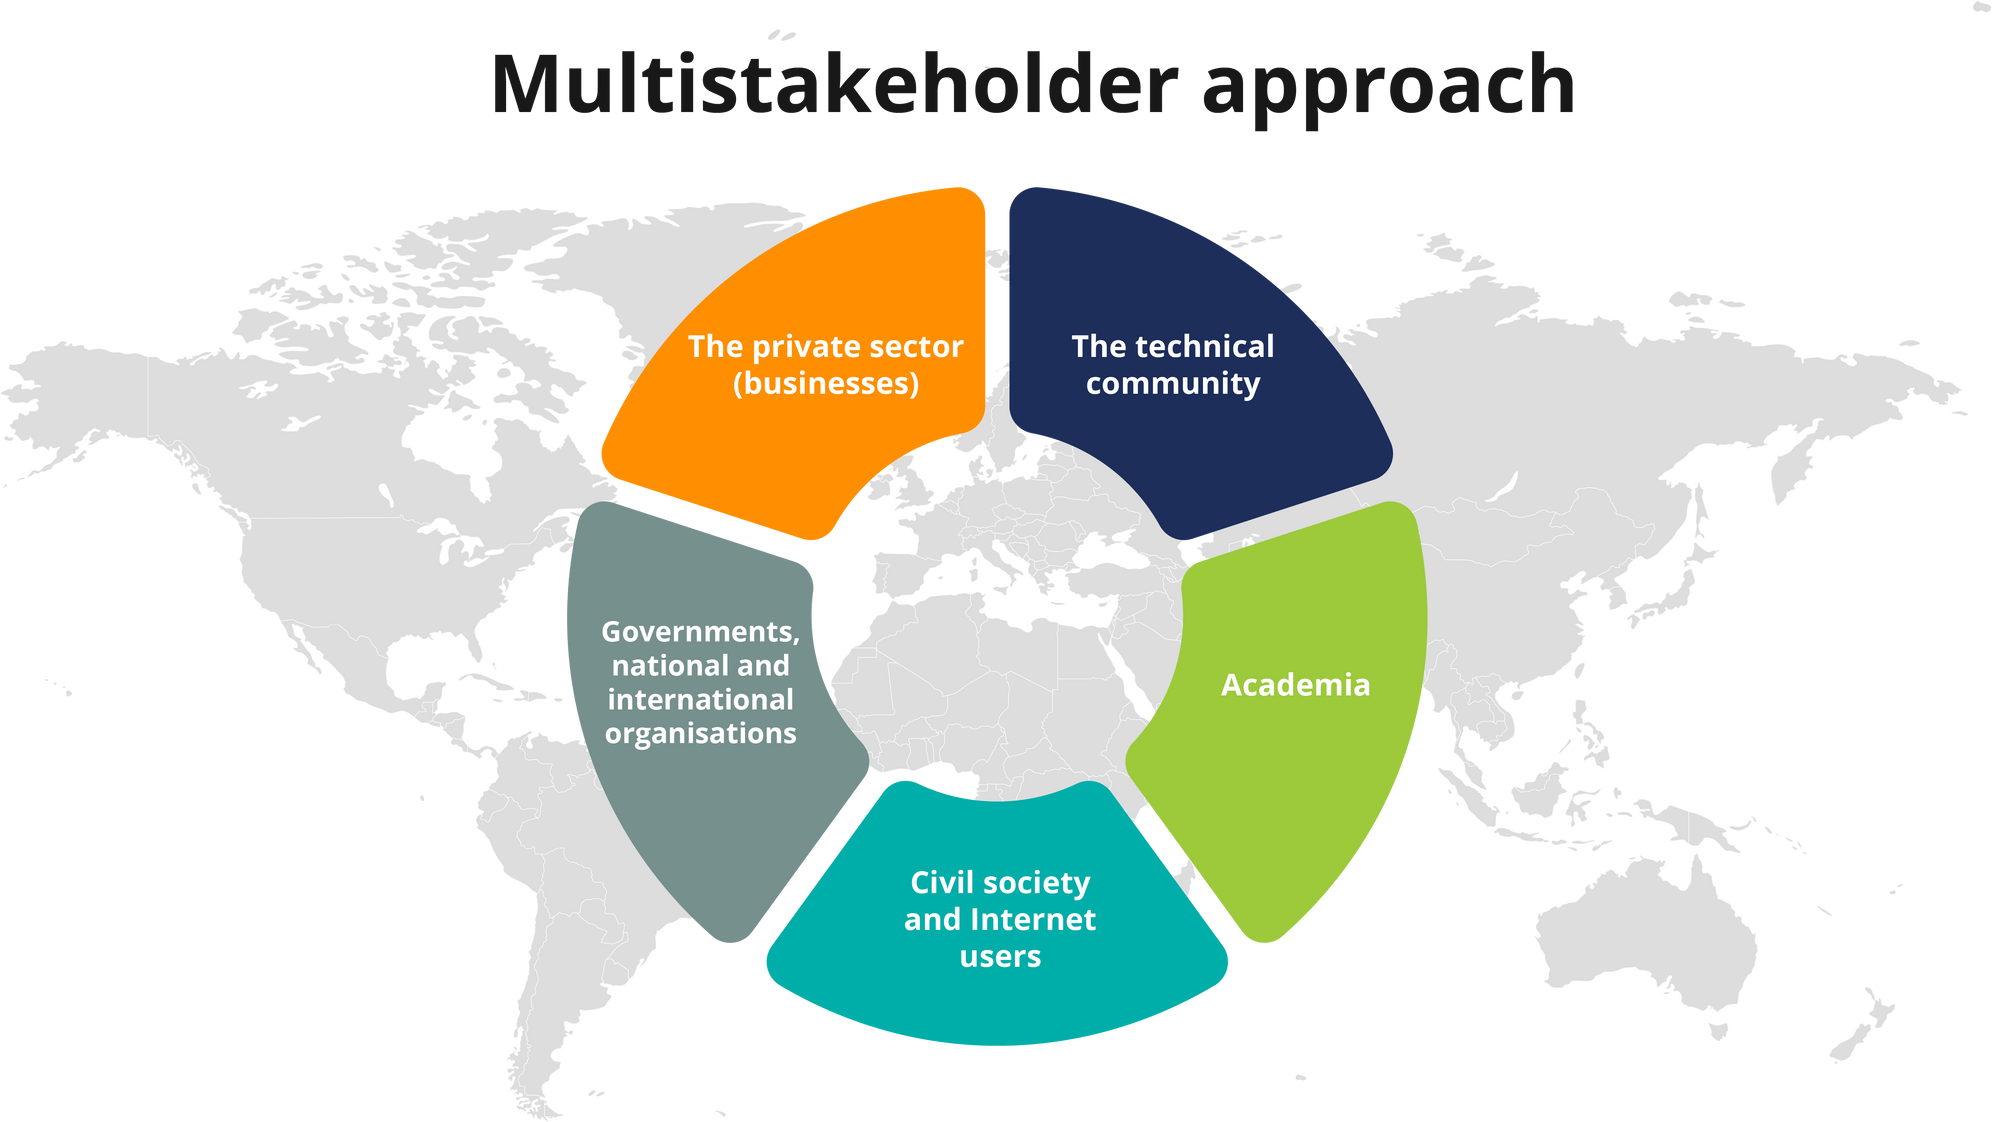 Multistakeholder approach
The private sector
(businesses)
The technical
community
Governments,
national and
international
organisations
Academia
Civil society
and Internet
users